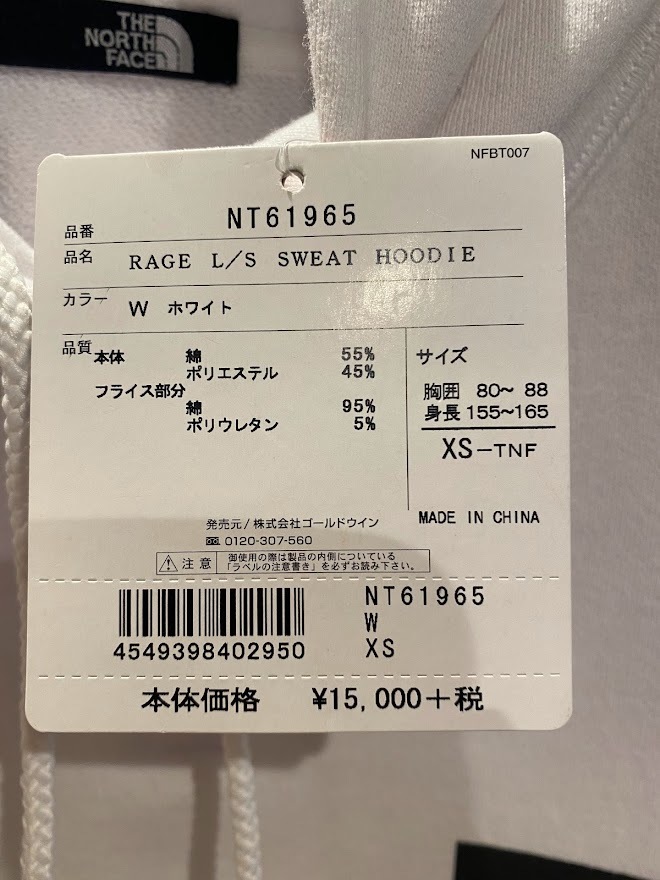 THE
NORTH
FACE
NFBT007
品番 NT61965
品名 RAGE L/S SWEAT HOODIE
カラー W ホワイト
品質 本体 綿 55%
ポリエステル 45%
フライス部分
綿 95%
ポリウレタン 5%
サイズ
胸囲 80～ 88
身長 155～165
XS-TNF
MADE IN CHINA
発売元/株式会社ゴールドウイン
0120-307-560
注意 御使用の際は製品の内側についている
「ラベルの注意書き」を必ずお読み下さい。
4549398402950
NT61965
W
XS
本体価格 ¥15,000+税